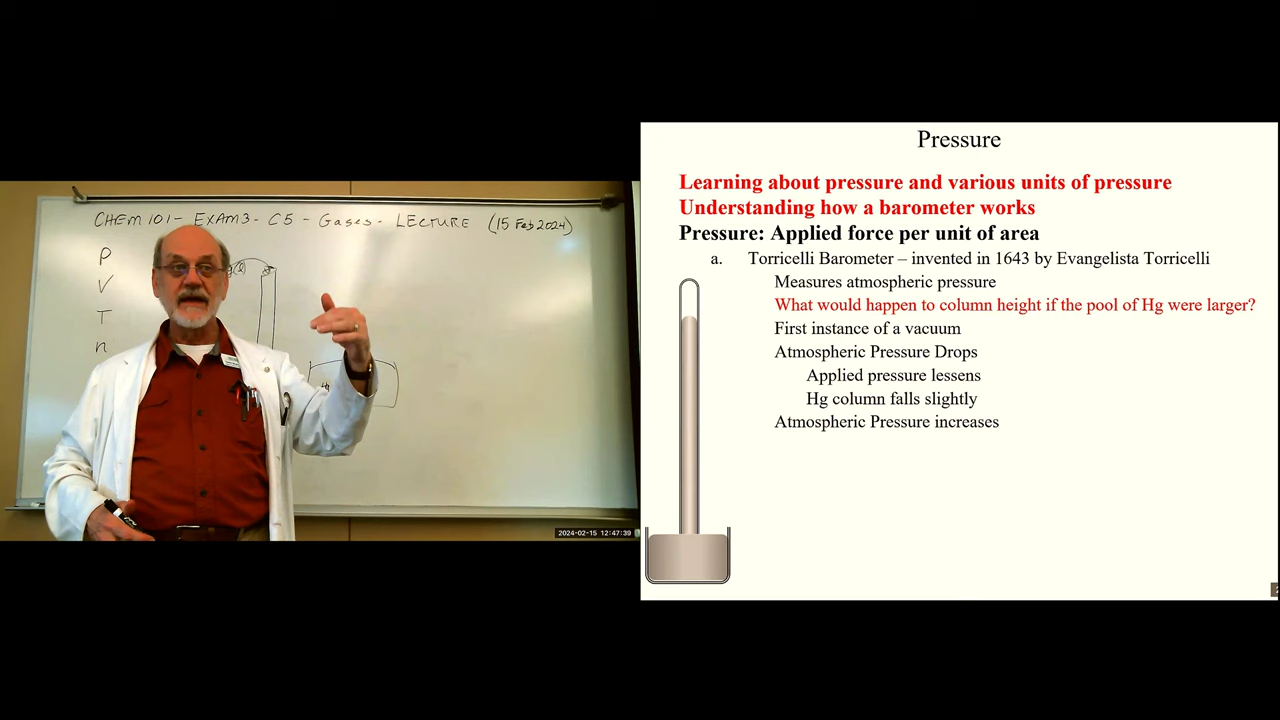 CHEM 101 - EXAM 3 - C5 - Gases - LECTURE (15 Feb 2024)
P
V
T
n
2024-02-15 12:47:39
Pressure
Learning about pressure and various units of pressure
Understanding how a barometer works
Pressure: Applied force per unit of area
a. Torricelli Barometer – invented in 1643 by Evangelista Torricelli
Measures atmospheric pressure
What would happen to column height if the pool of Hg were larger?
First instance of a vacuum
Atmospheric Pressure Drops
Applied pressure lessens
Hg column falls slightly
Atmospheric Pressure increases